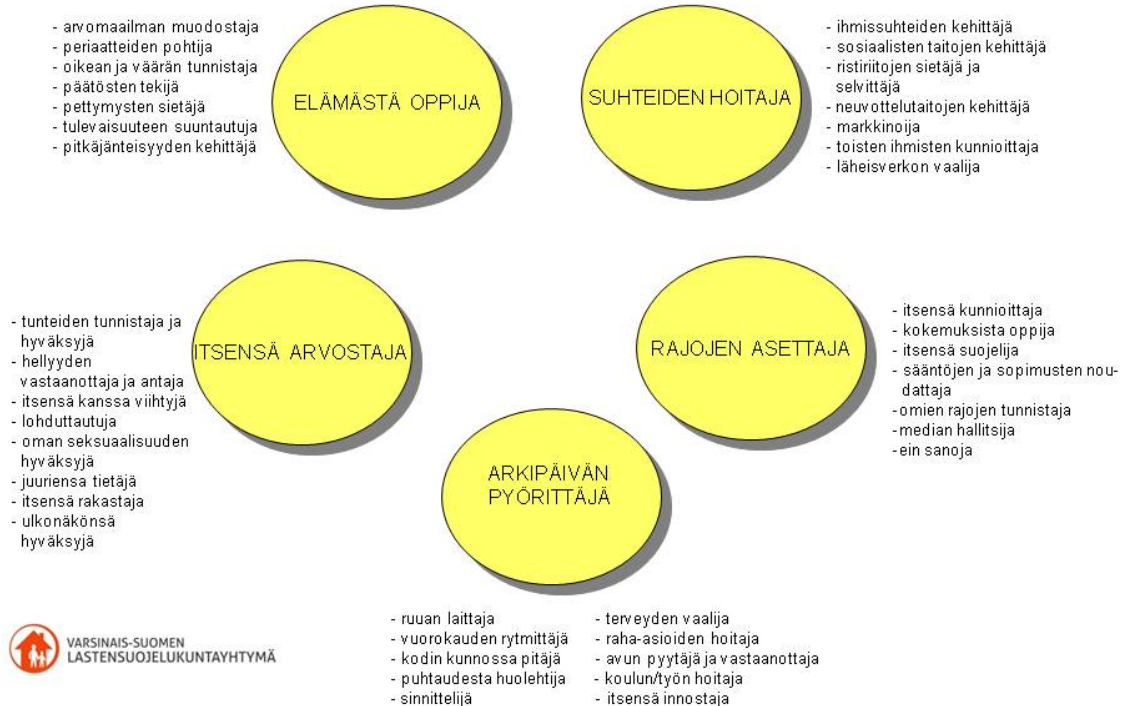 - arvomaailman muodostaja
- periaatteiden pohtija
- oikean ja väärän tunnistaja
- päätösten tekijä
- pettymysten sietäjä
- tulevaisuuteen suuntautuja
- pitkäjänteisyyden kehittäjä
ELÄMÄSTÄ OPPIJA
SUHTEIDEN HOITAJA
- ihmissuhteiden kehittäjä
- sosiaalisten taitojen kehittäjä
- ristiriitojen sietäjä ja
selvittäjä
- neuvottelutaitojen kehittäjä
- markkinoija
- toisten ihmisten kunnioittaja
- läheisverkon vaalija
- tunteiden tunnistaja ja
hyväksyjä
- hellyyden
vastaanottaja ja antaja
- itsensä kanssa viihtyjä
- lohduttautuja
- oman seksuaalisuuden
hyväksyjä
- juuriensa tietäjä
- itsensä rakastaja
- ulkonäkönsä
hyväksyjä
ITSENSÄ ARVOSTAJA
RAJOJEN ASETTAJA
- itsensä kunnioittaja
- kokemuksista oppija
- itsensä suojelija
- sääntöjen ja sopimusten nou-
dattaja
-omien rajojen tunnistaja
-median hallitsija
-ein sanoja
ARKIPÄIVÄN
PYÖRITTÄJÄ
- ruuan laittaja
- vuorokauden rytmittäjä
- kodin kunnossa pitäjä
- puhtaudesta huolehtija
- sinnittelijä
- terveyden vaalija
- raha-asioiden hoitaja
- avun pyytäjä ja vastaanottaja
- koulun/työn hoitaja
- itsensä innostaja
VARSINAIS-SUOMEN
LASTENSUOJELUKUNTAYHTYMÄ